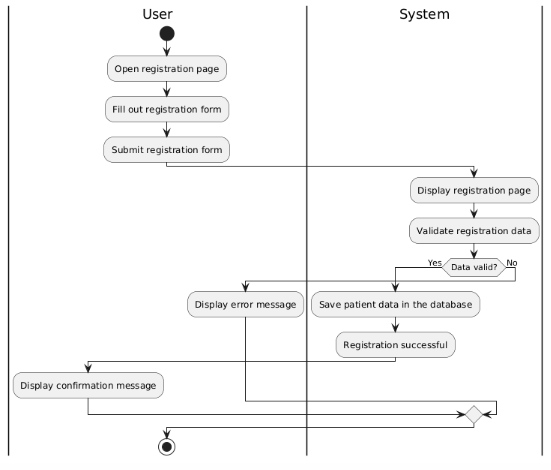 User
System
Open registration page
Fill out registration form
Submit registration form
Display registration page
Validate registration data
Yes
Data valid?
No
Display error message
Save patient data in the database
Registration successful
Display confirmation message